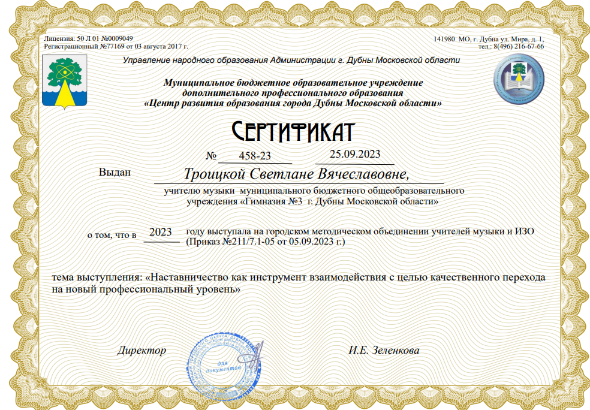 Лицензия: 50 Л 01 №0009049
Регистрационный №77169 от 03 августа 2017 г.
141980 МО, г. Дубна ул. Мира, д. 1,
тел.: 8(496) 216-67-66
Управление народного образования Администрации г. Дубны Московской области
Муниципальное бюджетное образовательное учреждение
дополнительного профессионального образования
«Центр развития образования города Дубны Московской области»
СЕРТИФИКАТ
№ 458-23 25.09.2023
Выдан Троицкой Светлане Вячеславовне,
учителю музыки муниципального бюджетного общеобразовательного
учреждения «Гимназия №3 г. Дубны Московской области»
о том, что в 2023 году выступала на городском методическом объединении учителей музыки и ИЗО
(Приказ №211/7.1-05 от 05.09.2023 г.)
тема выступления: «Наставничество как инструмент взаимодействия с целью качественного перехода
на новый профессиональный уровень»
Директор И.Е. Зеленкова
для
документов